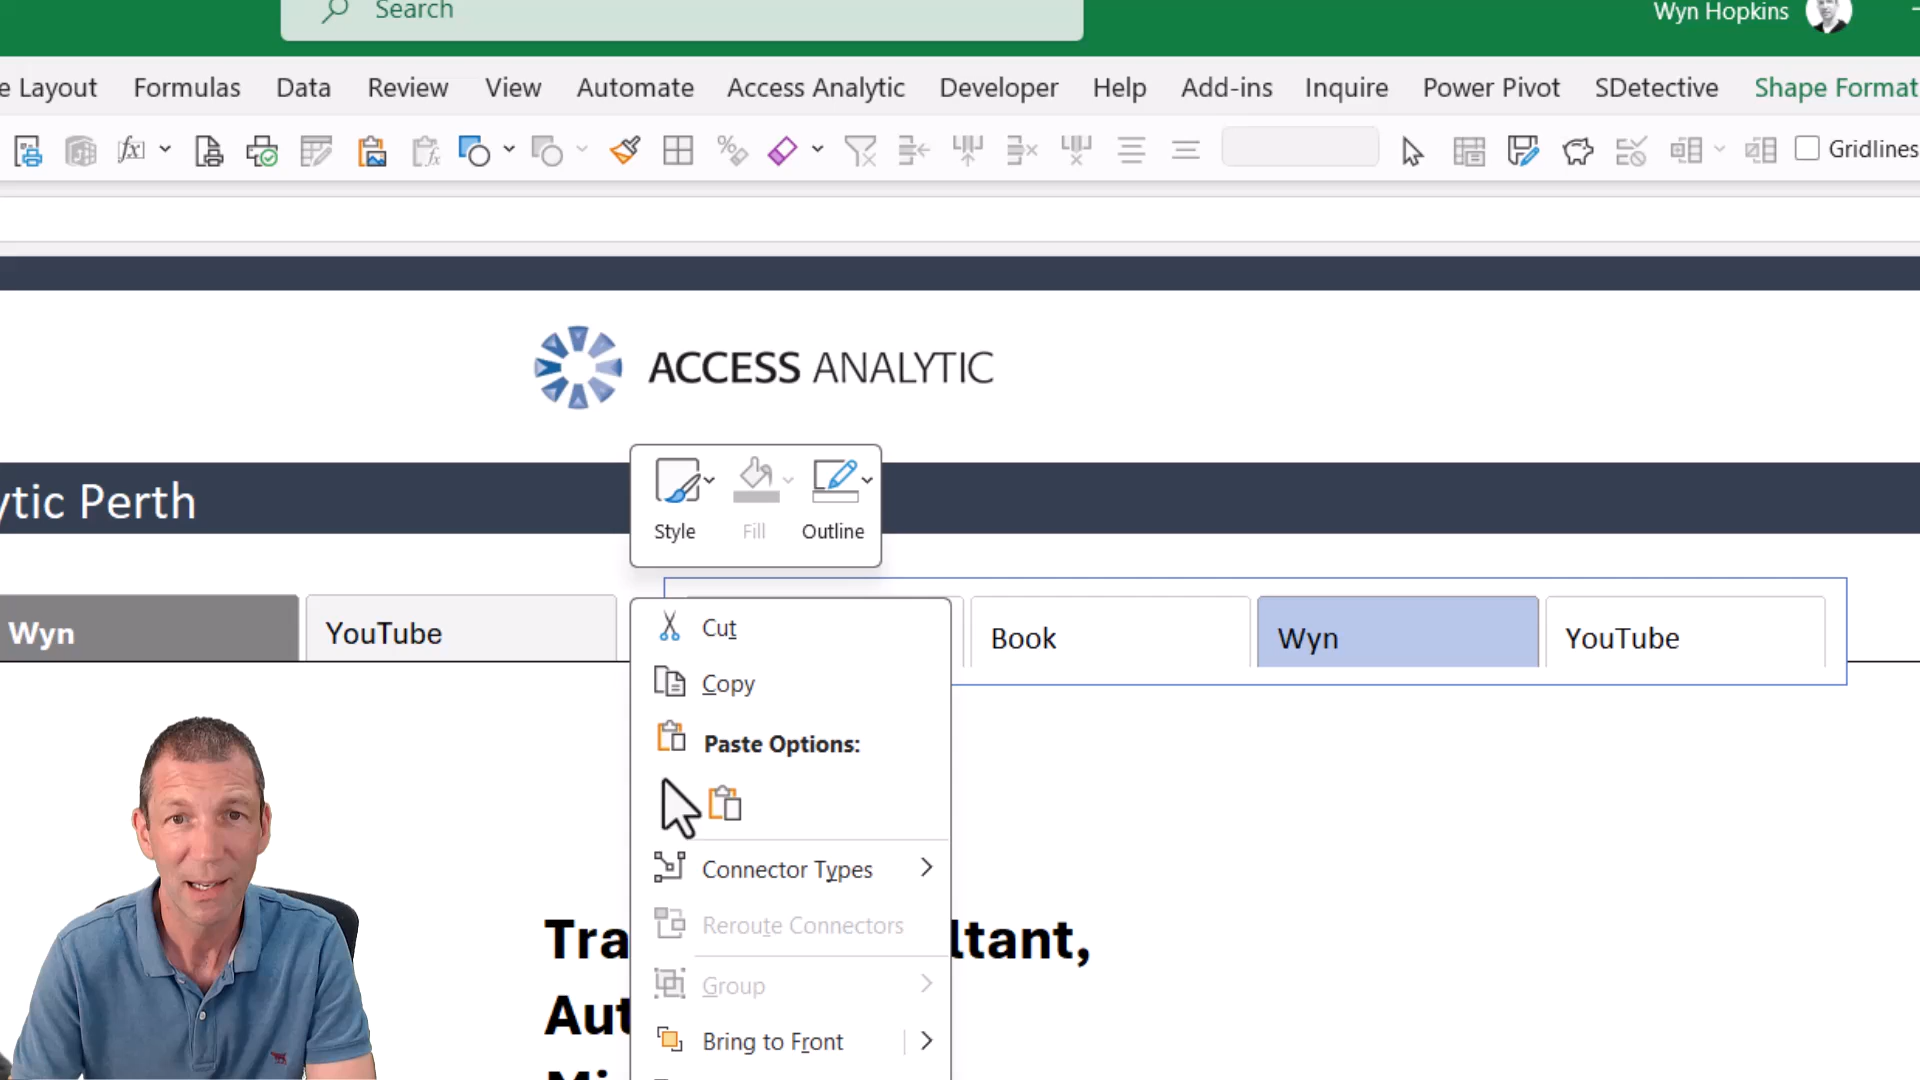 Search
Wyn Hopkins
e Layout Formulas Data Review View Automate Access Analytic Developer Help Add-ins Inquire Power Pivot SDetective Shape Format
Gridlines
ACCESS ANALYTIC
ytic Perth
Style Fill Outline
Wyn YouTube
Book Wyn YouTube
Cut
Copy
Paste Options:
Connector Types
Reroute Connectors
Group
Bring to Front
Tra ltant,
Aut